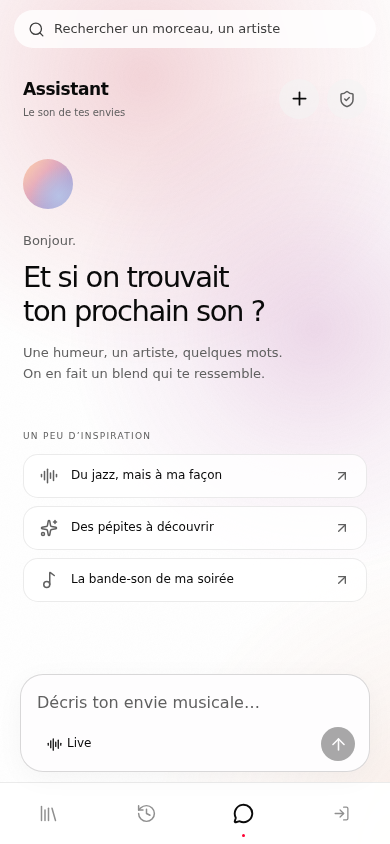 Rechercher un morceau, un artiste
Assistant
Le son de tes envies
Bonjour.
Et si on trouvait
ton prochain son ?
Une humeur, un artiste, quelques mots.
On en fait un blend qui te ressemble.
UN PEU D’INSPIRATION
Du jazz, mais à ma façon
Des pépites à découvrir
La bande-son de ma soirée
Décris ton envie musicale…
Live